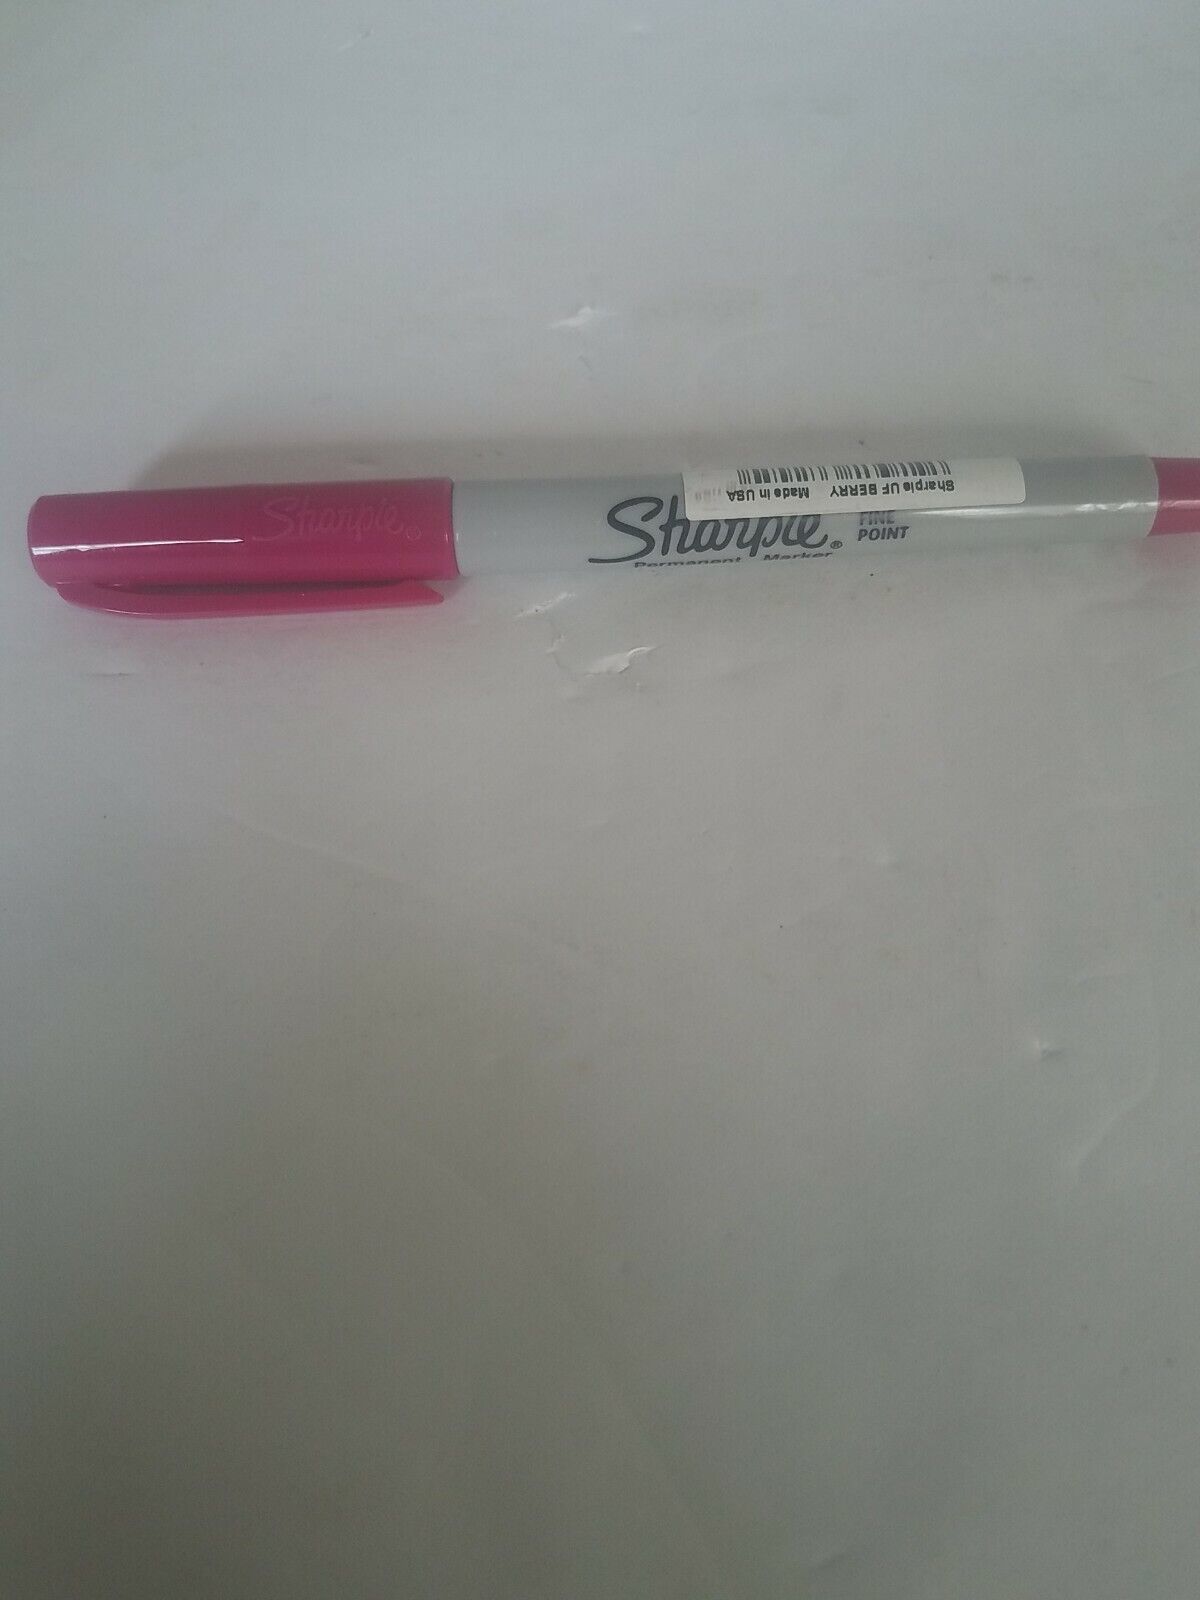 Sharpie®
Sharpie®
FINE
POINT
Permanent Marker
Sharpie UF BERRY
Made in USA